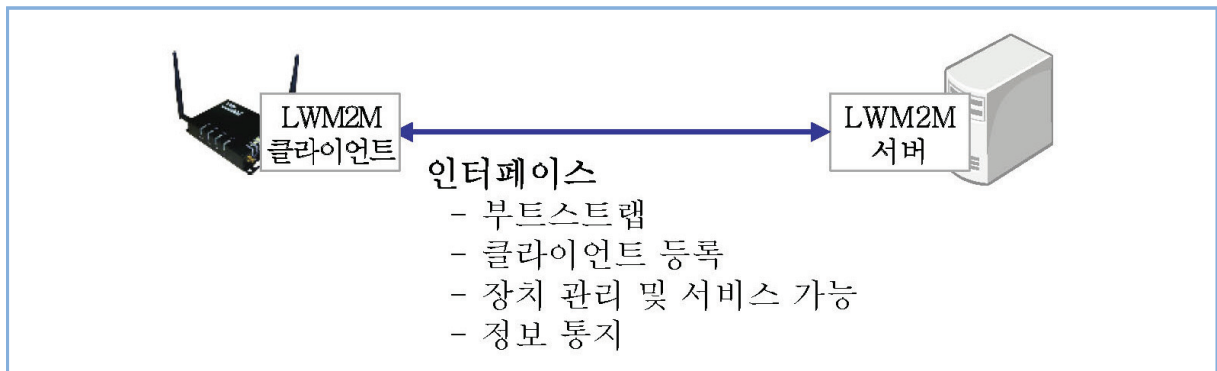 LWM2M
클라이언트
LWM2M
서버
인터페이스
- 부트스트랩
- 클라이언트 등록
- 장치 관리 및 서비스 가능
- 정보 통지